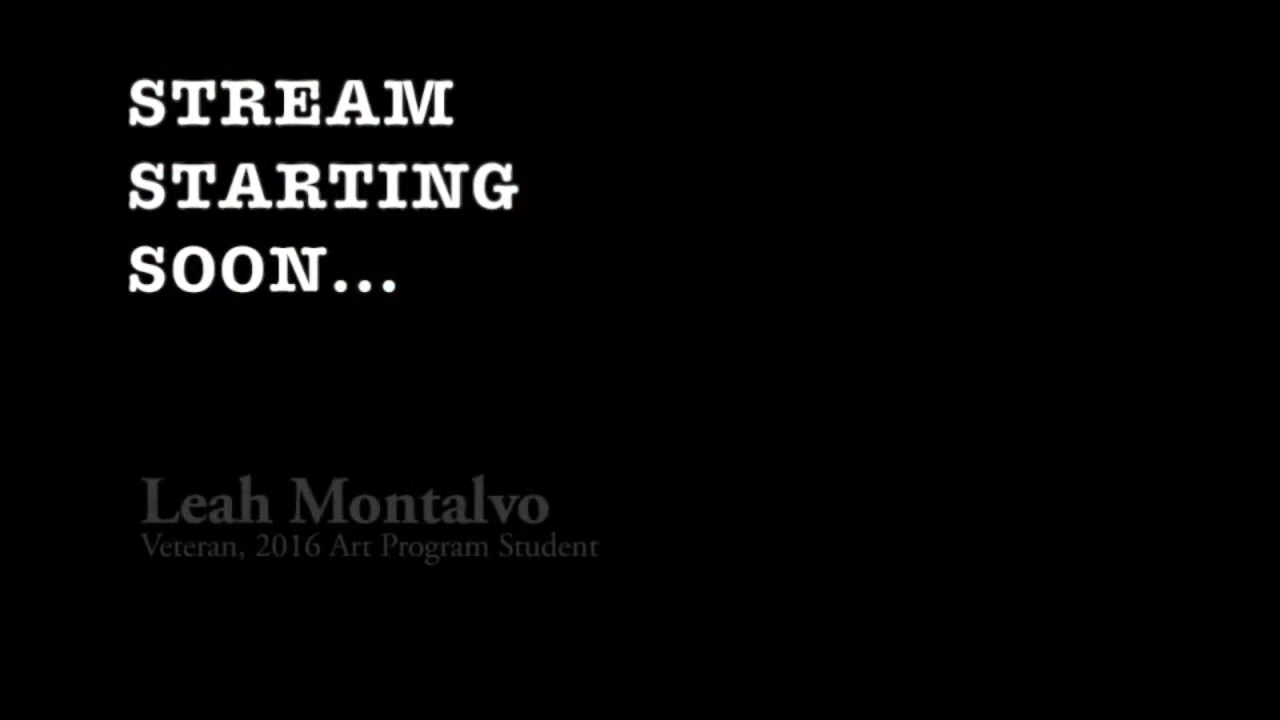 STREAM
STARTING
SOON...
Leah Montalvo
Veteran, 2016 Art Program Student